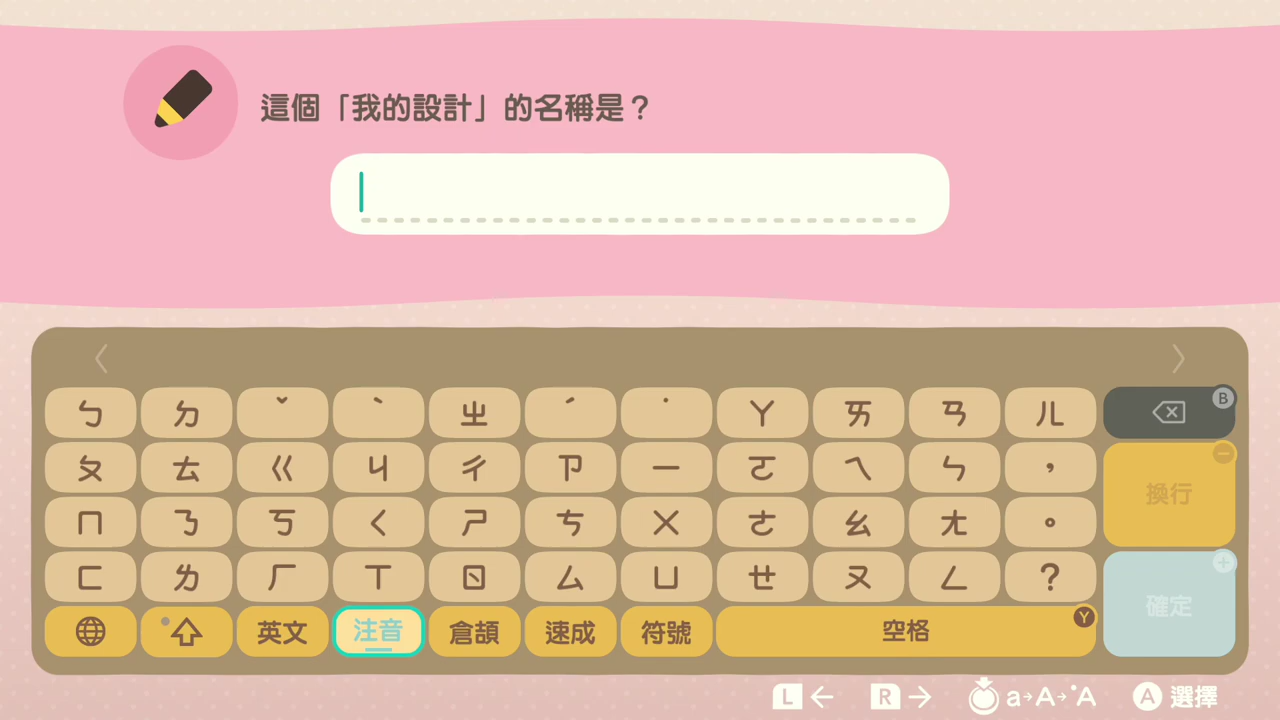 這個「我的設計」的名稱是？
ㄅ ㄉ ˇ ˋ ㄓ ˊ ˙ ㄚ ㄞ ㄢ ㄦ B
ㄆ ㄊ ㄍ ㄐ ㄔ ㄗ ㄧ ㄛ ㄟ ㄣ ， 換行
ㄇ ㄋ ㄎ ㄑ ㄕ ㄘ ㄨ ㄜ ㄠ ㄤ 。
ㄈ ㄌ ㄏ ㄒ ㄖ ㄙ ㄩ ㄝ ㄡ ㄥ ? 確定
英文 注音 倉頡 速成 符號 空格 Y
L ← R → a→A→•A A 選擇